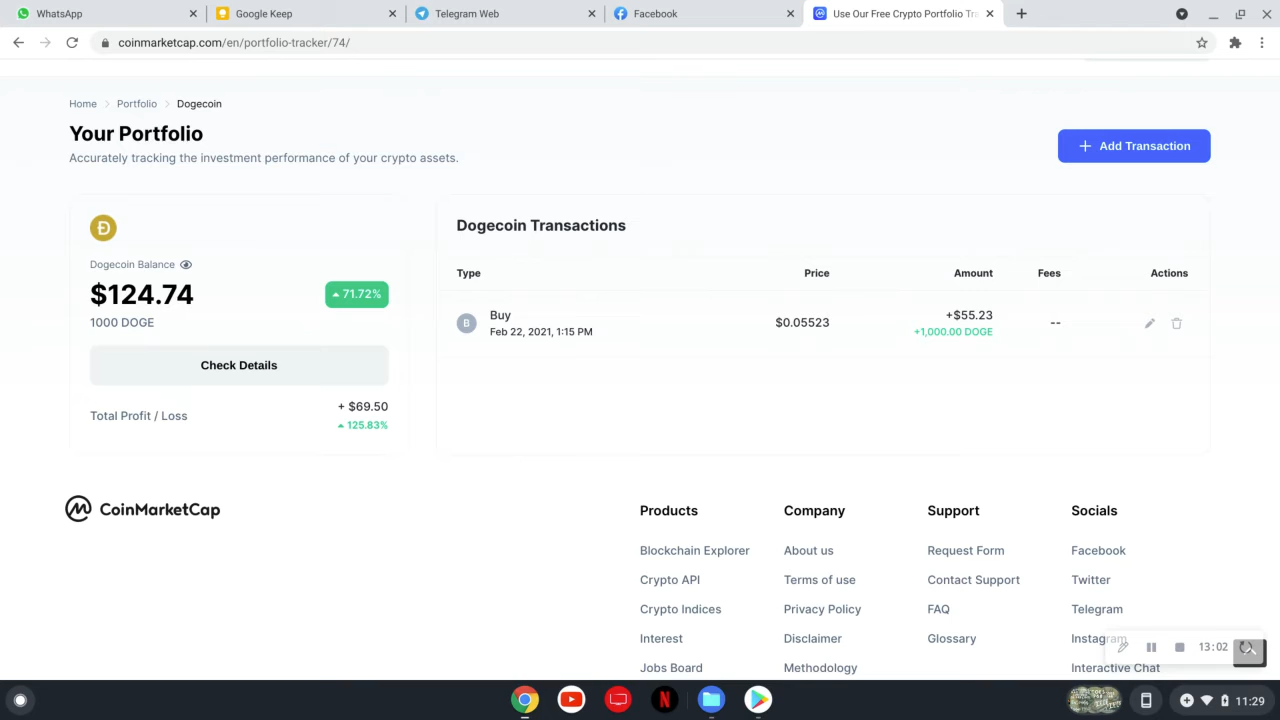 WhatsApp
Google Keep
Telegram Web
Facebook
Use Our Free Crypto Portfolio Tra
coinmarketcap.com/en/portfolio-tracker/74/
Home > Portfolio > Dogecoin
Your Portfolio
Accurately tracking the investment performance of your crypto assets.
+ Add Transaction
Dogecoin Balance
$124.74
71.72%
1000 DOGE
Check Details
Total Profit / Loss
+ $69.50
125.83%
Dogecoin Transactions
Type Price Amount Fees Actions
B
Buy
Feb 22, 2021, 1:15 PM
$0.05523
+$55.23
+1,000.00 DOGE
--
CoinMarketCap
Products
Blockchain Explorer
Crypto API
Crypto Indices
Interest
Jobs Board
Company
About us
Terms of use
Privacy Policy
Disclaimer
Methodology
Support
Request Form
Contact Support
FAQ
Glossary
Socials
Facebook
Twitter
Telegram
Instagram
Interactive Chat
13:02
N
11:29